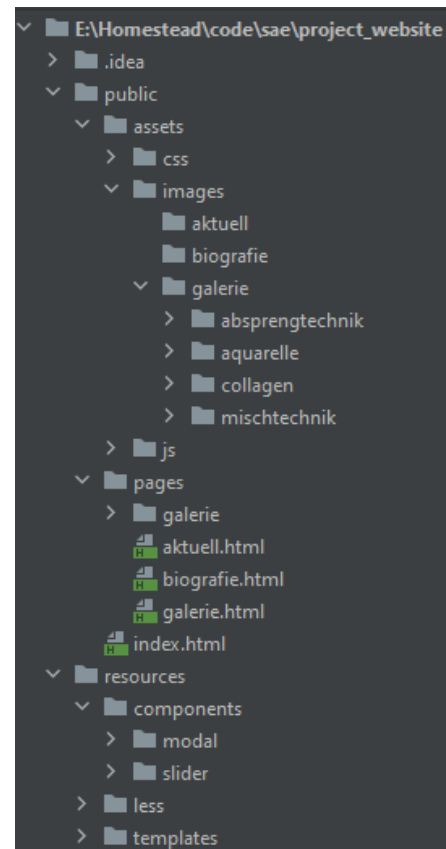 E:\Homestead\code\sae\project_website
.idea
public
assets
css
images
aktuell
biografie
galerie
absprengtechnik
aquarelle
collagen
mischtechnik
js
pages
galerie
aktuell.html
biografie.html
galerie.html
index.html
resources
components
modal
slider
less
templates